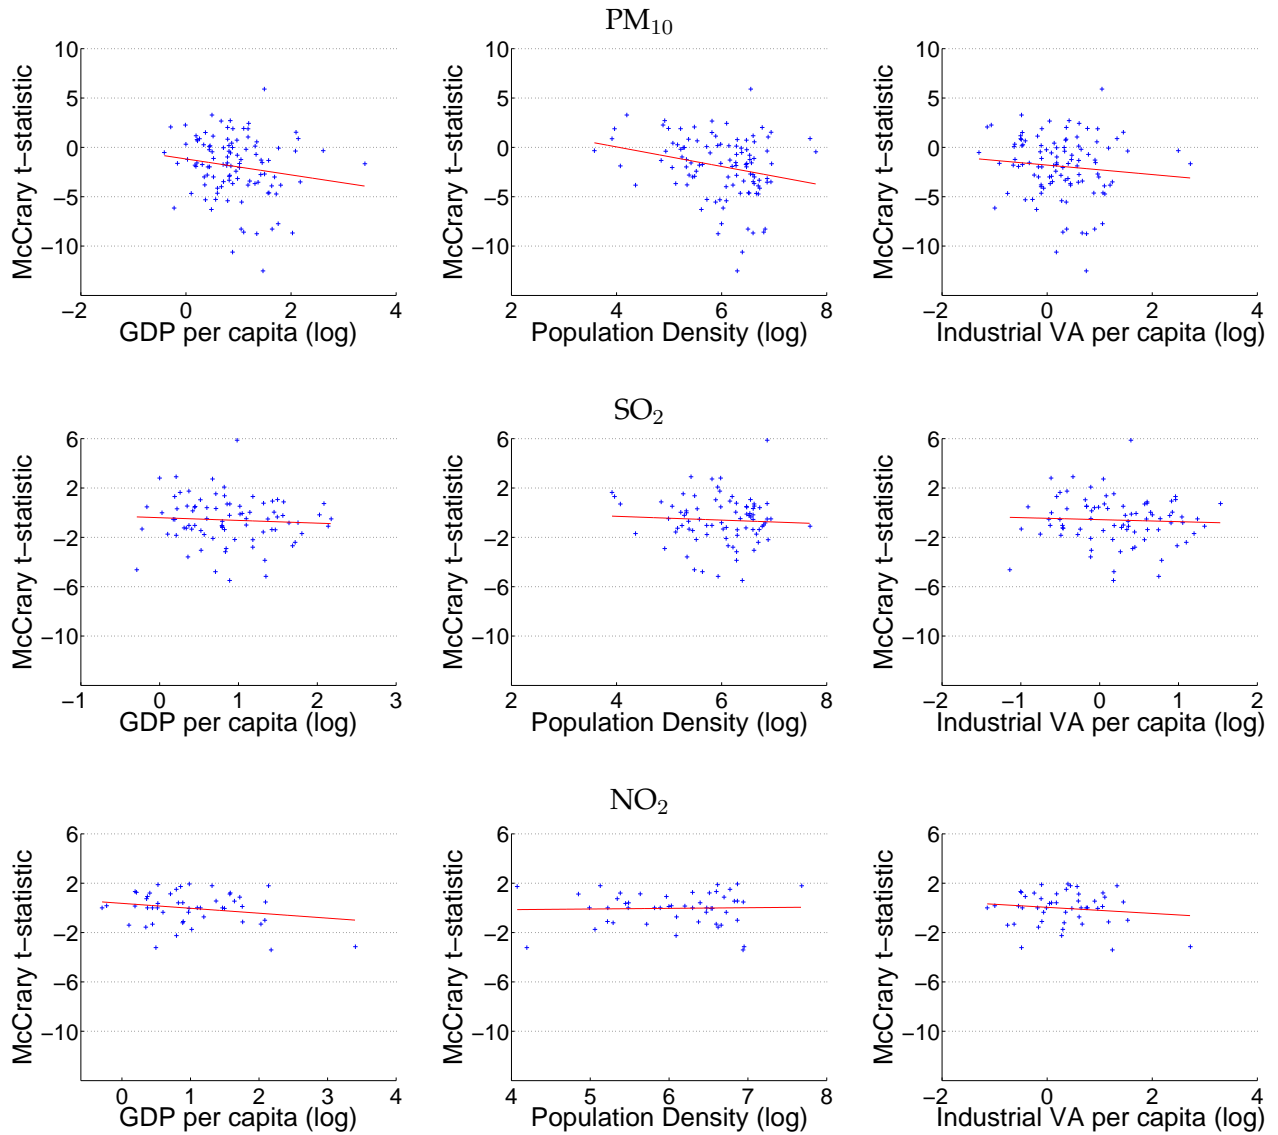 PM₁₀
10
5
0
−5
−10
McCrary t−statistic
−2 0 2 4
GDP per capita (log)
10
5
0
−5
−10
McCrary t−statistic
2 4 6 8
Population Density (log)
10
5
0
−5
−10
McCrary t−statistic
−2 0 2 4
Industrial VA per capita (log)
SO₂
6
2
−2
−6
−10
McCrary t−statistic
−1 0 1 2 3
GDP per capita (log)
6
2
−2
−6
−10
McCrary t−statistic
2 4 6 8
Population Density (log)
6
2
−2
−6
−10
McCrary t−statistic
−2 −1 0 1 2
Industrial VA per capita (log)
NO₂
6
2
−2
−6
−10
McCrary t−statistic
0 1 2 3 4
GDP per capita (log)
6
2
−2
−6
−10
McCrary t−statistic
4 5 6 7 8
Population Density (log)
6
2
−2
−6
−10
McCrary t−statistic
−2 0 2 4
Industrial VA per capita (log)